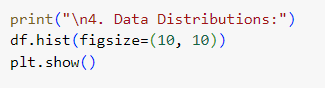 print("\n4. Data Distributions:")
df.hist(figsize=(10, 10))
plt.show()